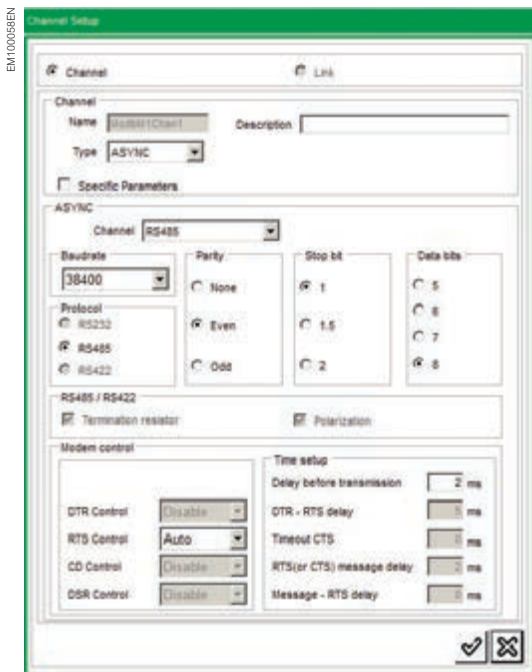 EM100058EN
Channel Setup
Channel
Link
Channel
Name
Description
Type ASYNC
Specific Parameters
ASYNC
Channel RS485
Baudrate
38400
Protocol
RS232
RS485
RS422
Parity
None
Even
Odd
Stop bit
1
1.5
2
Data bits
5
6
7
8
RS485 / RS422
Termination resistor
Polarization
Modem control
DTR Control Disable
RTS Control Auto
CD Control Disable
DSR Control Disable
Time setup
Delay before transmission 2 ms
DTR - RTS delay 5 ms
Timeout CTS 0 ms
RTS(or CTS) message delay 2 ms
Message - RTS delay 0 ms